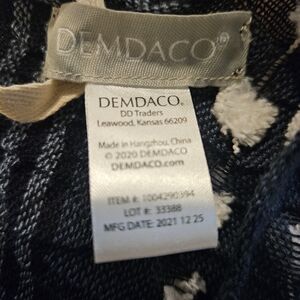 DEMDACO®
DEMDACO.
DD Traders
Leawood, Kansas 66209
Made in Hangzhou, China
© 2020 DEMDACO
DEMDACO.com
ITEM #: 1004290394
LOT #: 33388
MFG DATE: 2021 12 25